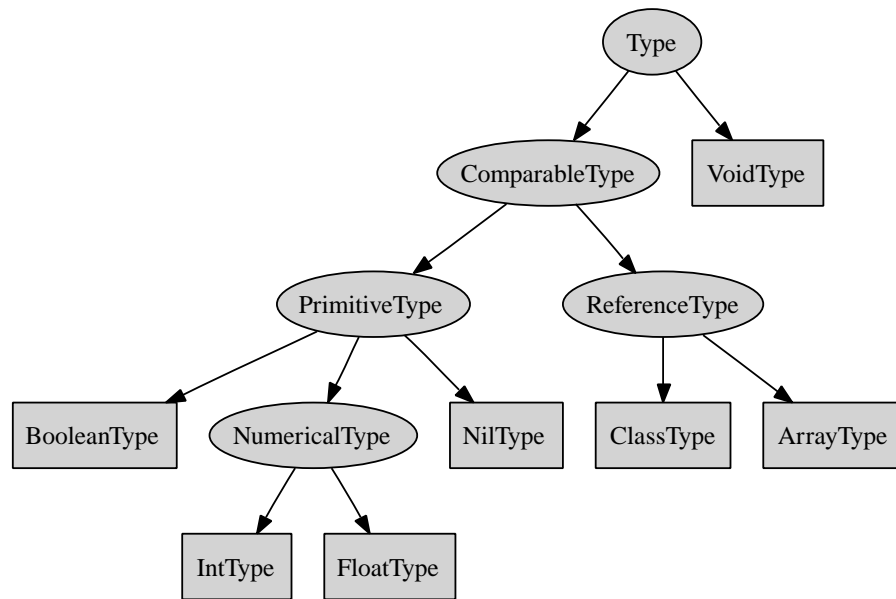 Type
ComparableType
VoidType
PrimitiveType
ReferenceType
BooleanType
NumericalType
NilType
ClassType
ArrayType
IntType
FloatType